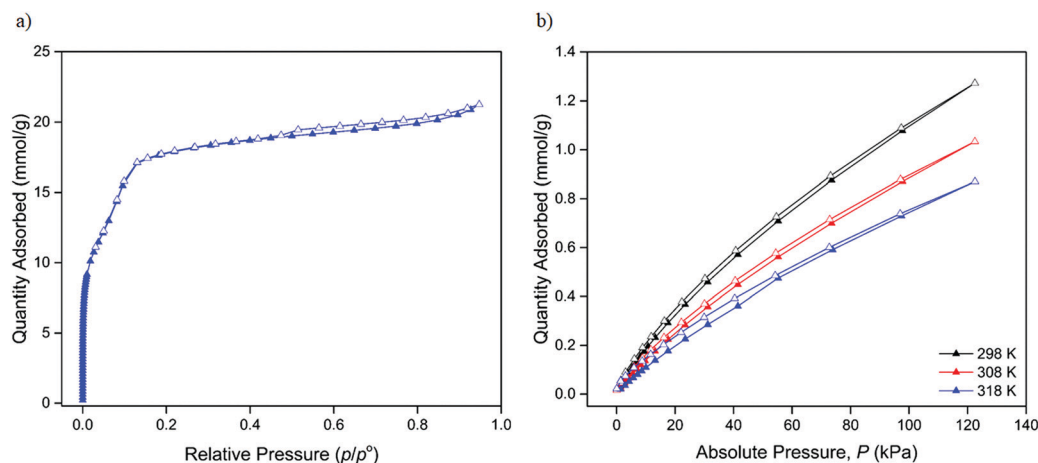 a)
Quantity Adsorbed (mmol/g)
25
20
15
10
5
0
0.0 0.2 0.4 0.6 0.8 1.0
Relative Pressure (p/p°)
b)
Quantity Adsorbed (mmol/g)
1.4
1.2
1.0
0.8
0.6
0.4
0.2
0.0
298 K
308 K
318 K
0 20 40 60 80 100 120 140
Absolute Pressure, P (kPa)